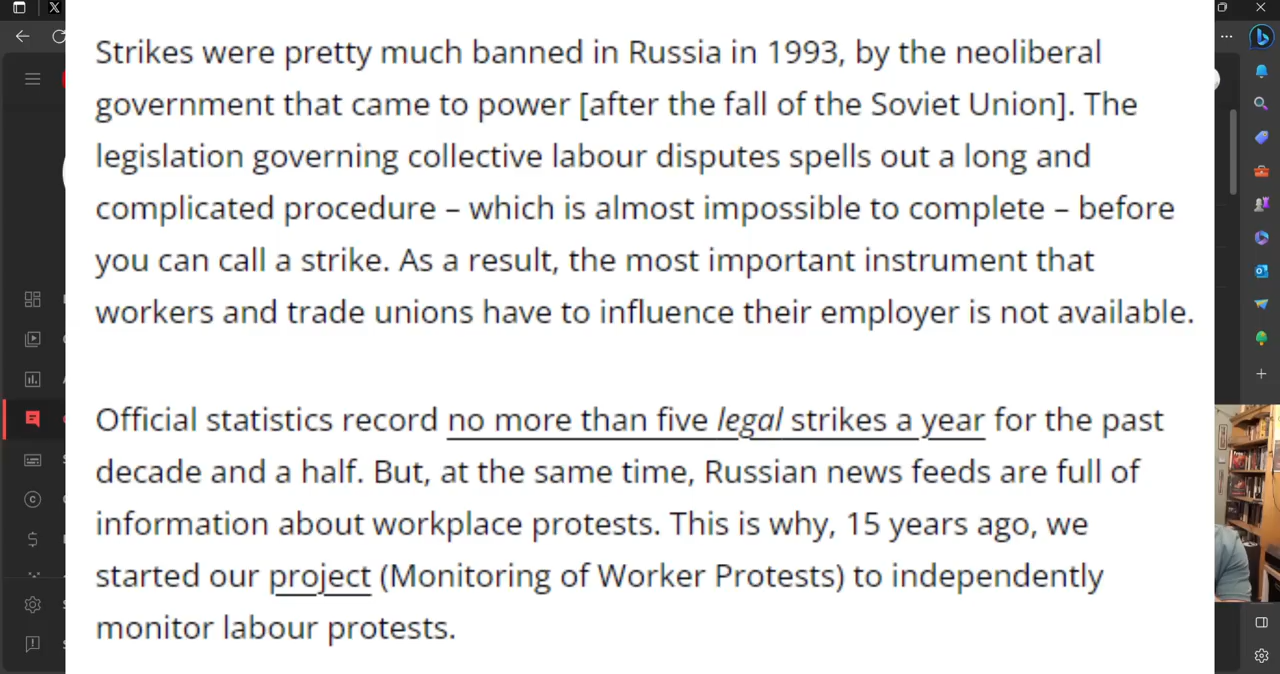 Strikes were pretty much banned in Russia in 1993, by the neoliberal
government that came to power [after the fall of the Soviet Union]. The
legislation governing collective labour disputes spells out a long and
complicated procedure – which is almost impossible to complete – before
you can call a strike. As a result, the most important instrument that
workers and trade unions have to influence their employer is not available.
Official statistics record no more than five legal strikes a year for the past
decade and a half. But, at the same time, Russian news feeds are full of
information about workplace protests. This is why, 15 years ago, we
started our project (Monitoring of Worker Protests) to independently
monitor labour protests.